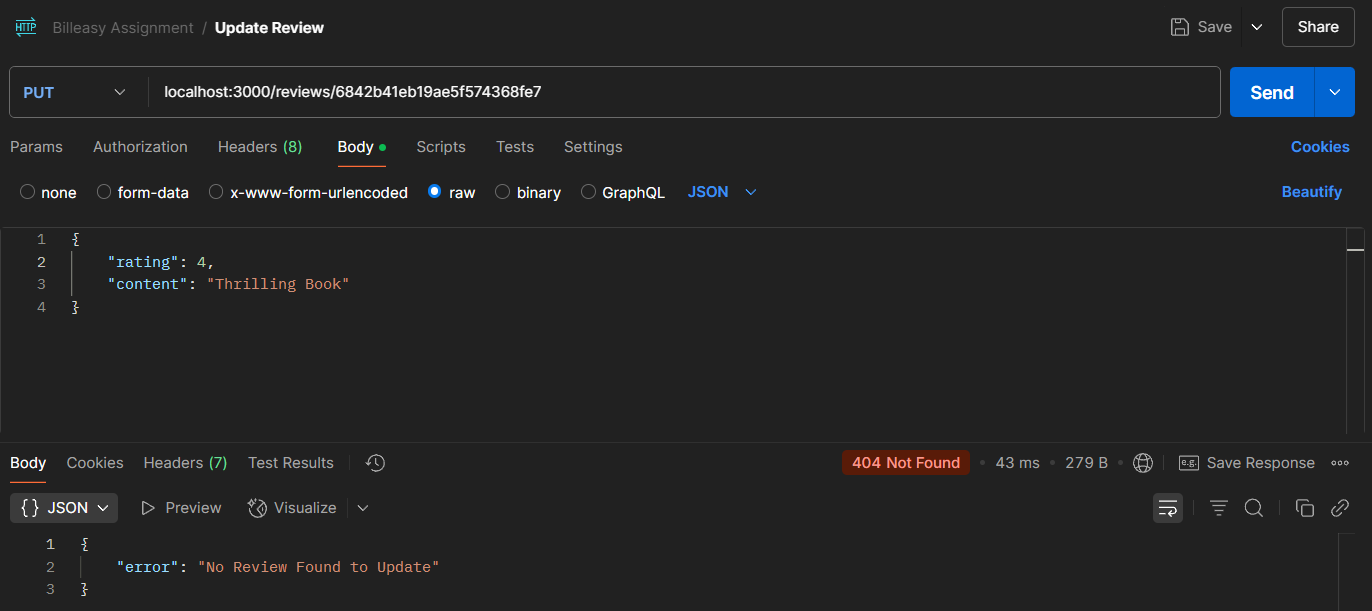 HTTP Billeasy Assignment / Update Review Save Share
PUT localhost:3000/reviews/6842b41eb19ae5f574368fe7 Send
Params Authorization Headers (8) Body Scripts Tests Settings Cookies
none form-data x-www-form-urlencoded raw binary GraphQL JSON Beautify
1 {
2 "rating": 4,
3 "content": "Thrilling Book"
4 }
Body Cookies Headers (7) Test Results 404 Not Found 43 ms 279 B e.g. Save Response
{} JSON Preview Visualize
1 {
2 "error": "No Review Found to Update"
3 }